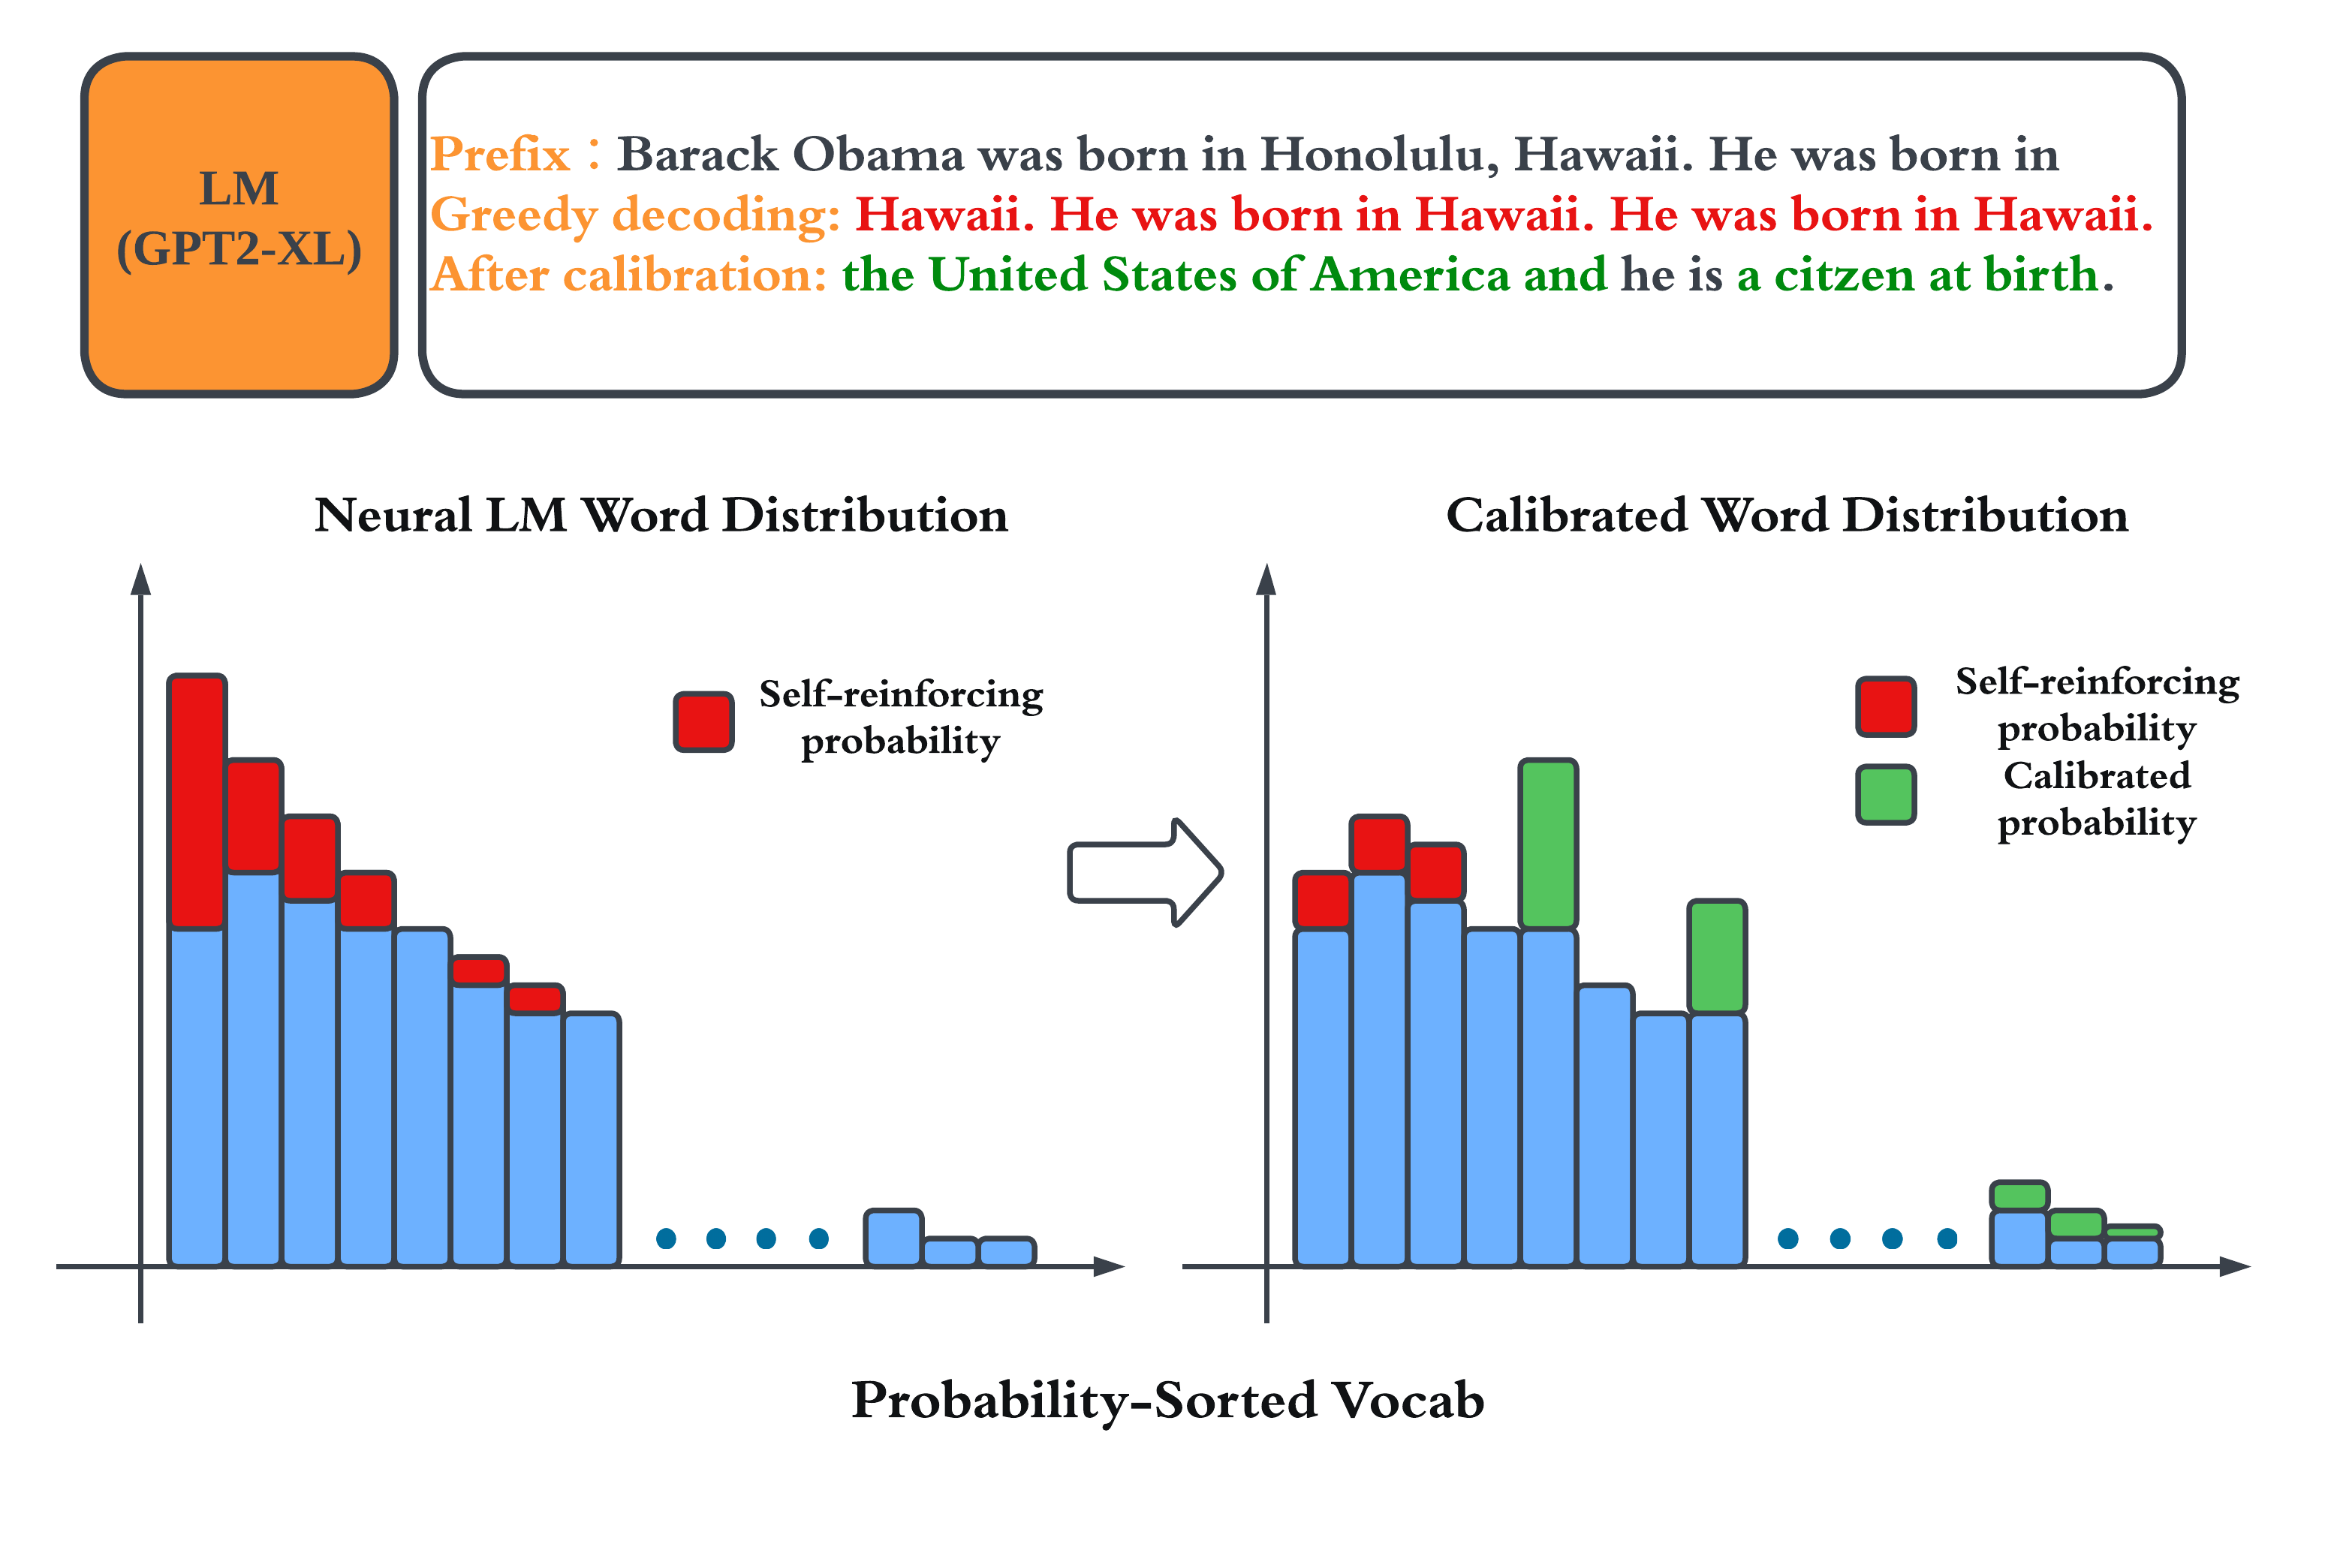 LM
(GPT2-XL)
Prefix : Barack Obama was born in Honolulu, Hawaii. He was born in
Greedy decoding: Hawaii. He was born in Hawaii. He was born in Hawaii.
After calibration: the United States of America and he is a citzen at birth.
Neural LM Word Distribution
Calibrated Word Distribution
Self-reinforcing
probability
Self-reinforcing
probability
Calibrated
probability
Probability-Sorted Vocab